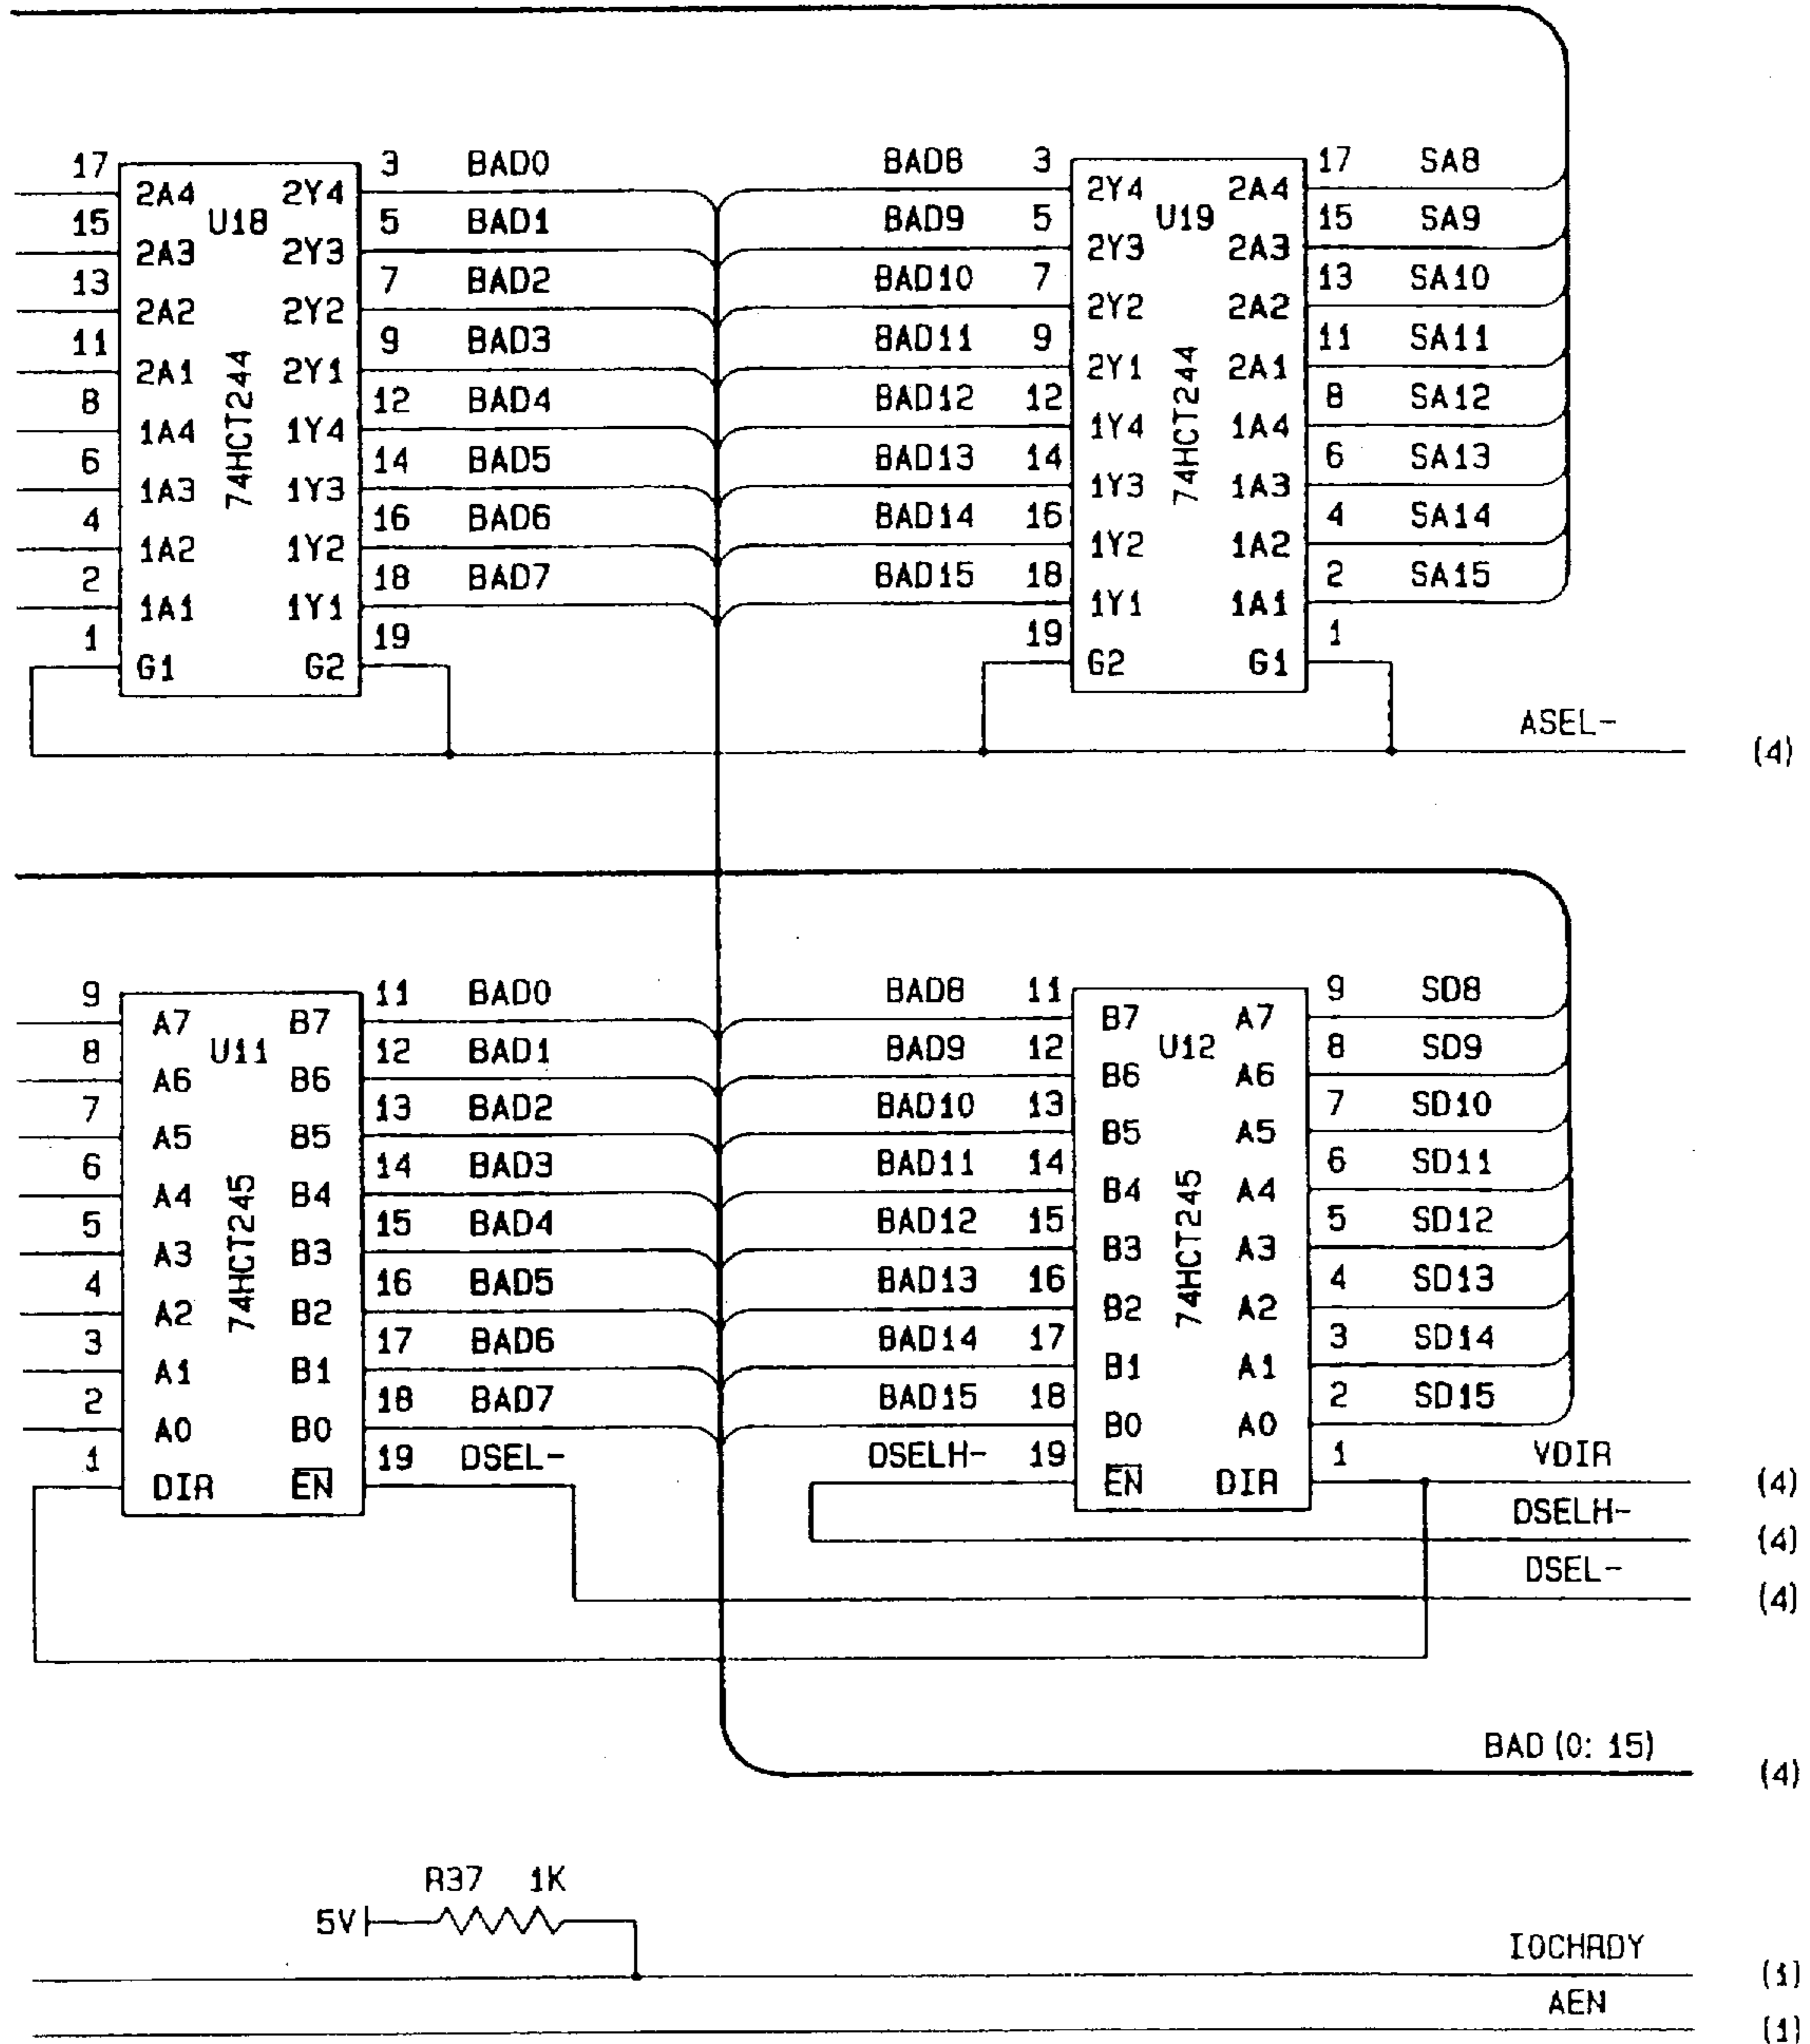 17 3 BAD0 BAD8 3 17 SA8
2A4 2Y4 2Y4 2A4
15 U18 5 BAD1 BAD9 5 U19 15 SA9
2A3 2Y3 2Y3 2A3
13 7 BAD2 BAD10 7 13 SA10
2A2 2Y2 2Y2 2A2
11 9 BAD3 BAD11 9 11 SA11
2A1 2Y1 2Y1 2A1
74HCT244 74HCT244
8 12 BAD4 BAD12 12 8 SA12
1A4 1Y4 1Y4 1A4
6 14 BAD5 BAD13 14 6 SA13
1A3 1Y3 1Y3 1A3
4 16 BAD6 BAD14 16 4 SA14
1A2 1Y2 1Y2 1A2
2 18 BAD7 BAD15 18 2 SA15
1A1 1Y1 1Y1 1A1
1 19 19 1
G1 G2 G2 G1
ASEL-
(4)
9 11 BAD0 BAD8 11 9 SD8
A7 B7 B7 A7
8 U11 12 BAD1 BAD9 12 U12 8 SD9
A6 B6 B6 A6
7 13 BAD2 BAD10 13 7 SD10
A5 B5 B5 A5
6 14 BAD3 BAD11 14 6 SD11
A4 B4 B4 A4
74HCT245 74HCT245
5 15 BAD4 BAD12 15 5 SD12
A3 B3 B3 A3
4 16 BAD5 BAD13 16 4 SD13
A2 B2 B2 A2
3 17 BAD6 BAD14 17 3 SD14
A1 B1 B1 A1
2 18 BAD7 BAD15 18 2 SD15
A0 B0 B0 A0
1 19 DSEL- DSELH- 19 1 VDIR
DIR EN EN DIR (4)
DSELH-
(4)
DSEL-
(4)
BAD (0: 15)
(4)
R37 1K
5V
IOCHRDY
(1)
AEN
(1)